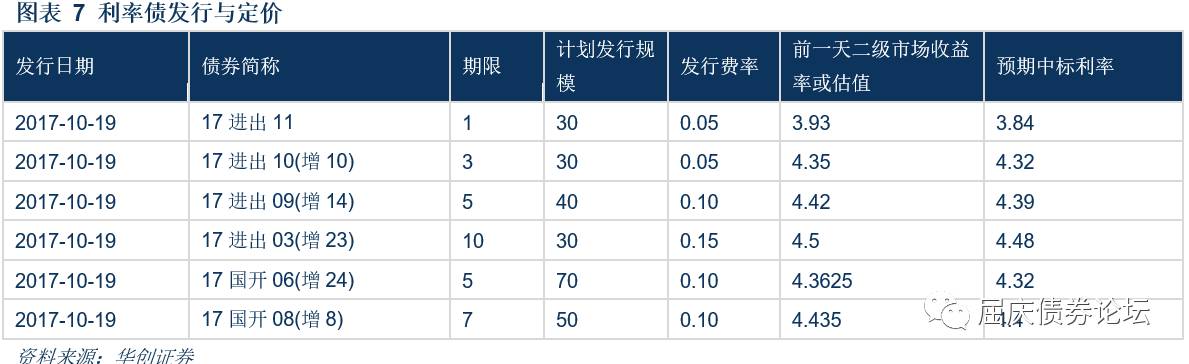 图表 7 利率债发行与定价
发行日期 债券简称 期限 计划发行规模 发行费率 前一天二级市场收益率或估值 预期中标利率
2017-10-19 17 进出 11 1 30 0.05 3.93 3.84
2017-10-19 17 进出 10(增 10) 3 30 0.05 4.35 4.32
2017-10-19 17 进出 09(增 14) 5 40 0.10 4.42 4.39
2017-10-19 17 进出 03(增 23) 10 30 0.15 4.5 4.48
2017-10-19 17 国开 06(增 24) 5 70 0.10 4.3625 4.32
2017-10-19 17 国开 08(增 8) 7 50 0.10 4.435 4.4
屈庆债券论坛
资料来源：华创证券